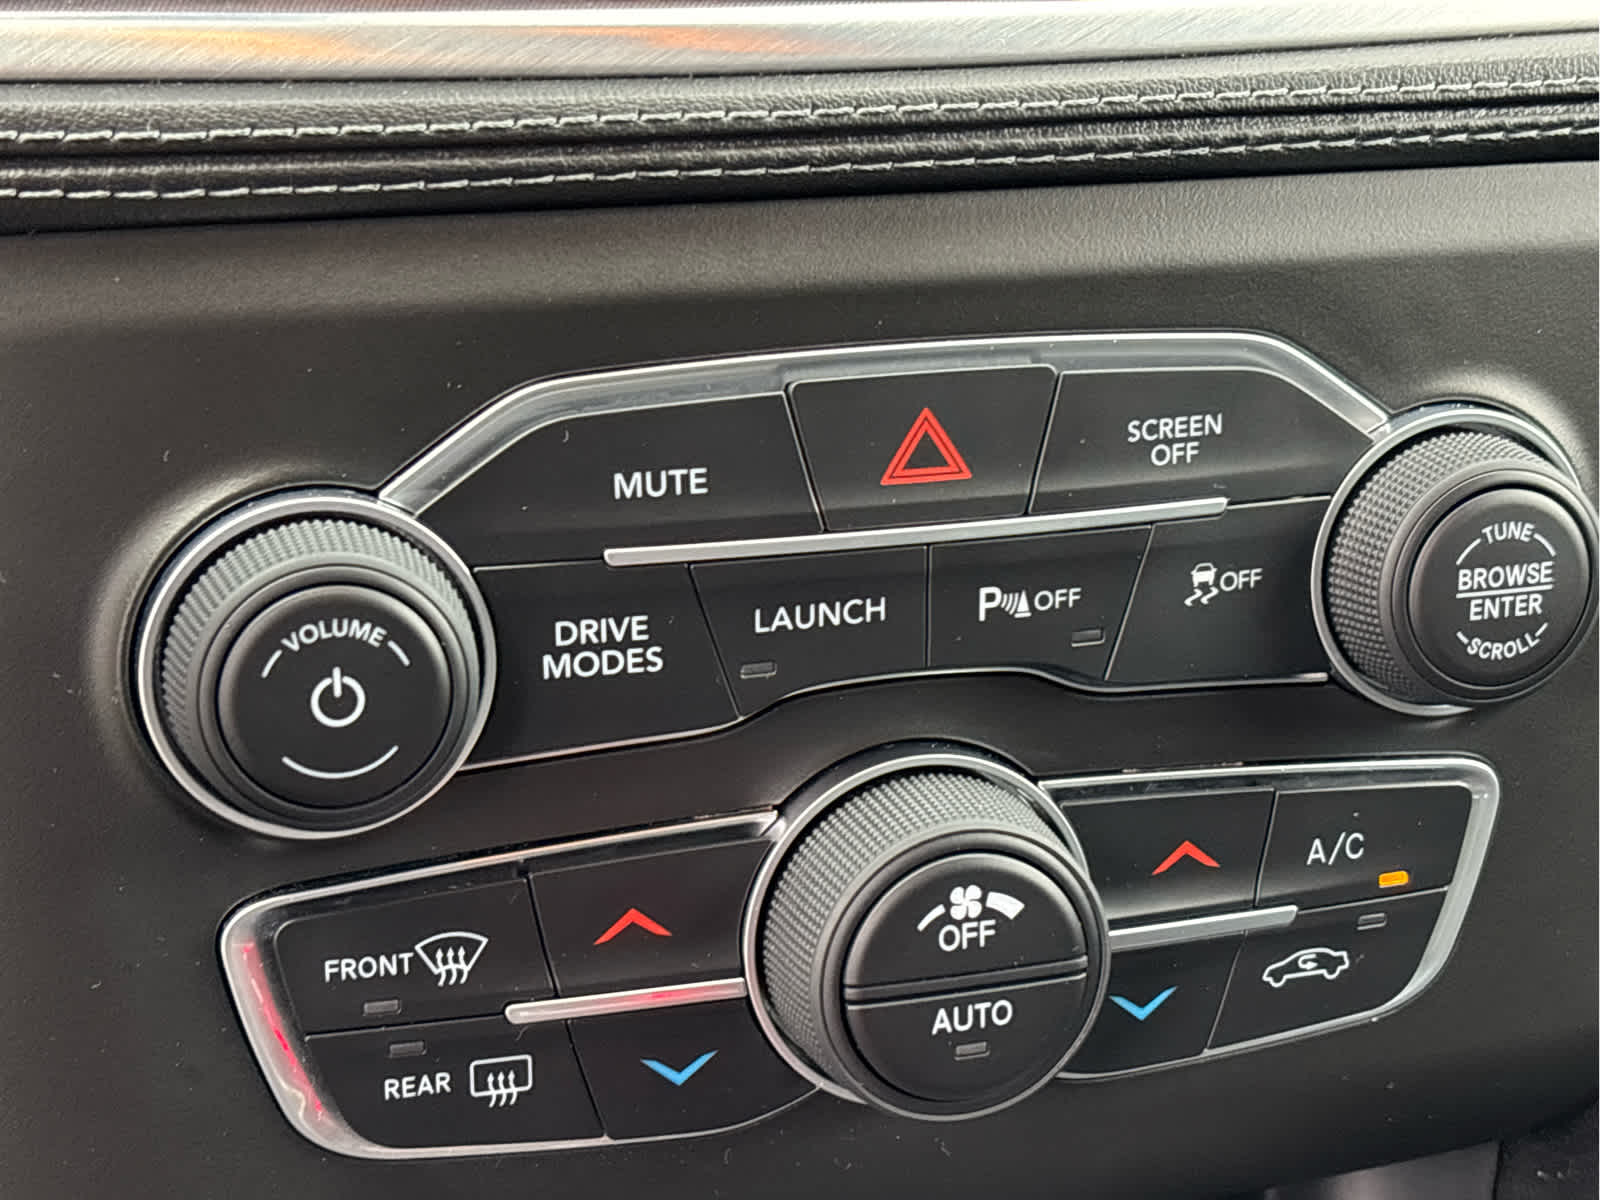 MUTE
SCREEN
OFF
VOLUME
DRIVE
MODES
LAUNCH
P OFF
OFF
TUNE
BROWSE
ENTER
SCROLL
FRONT
REAR
OFF
AUTO
A/C